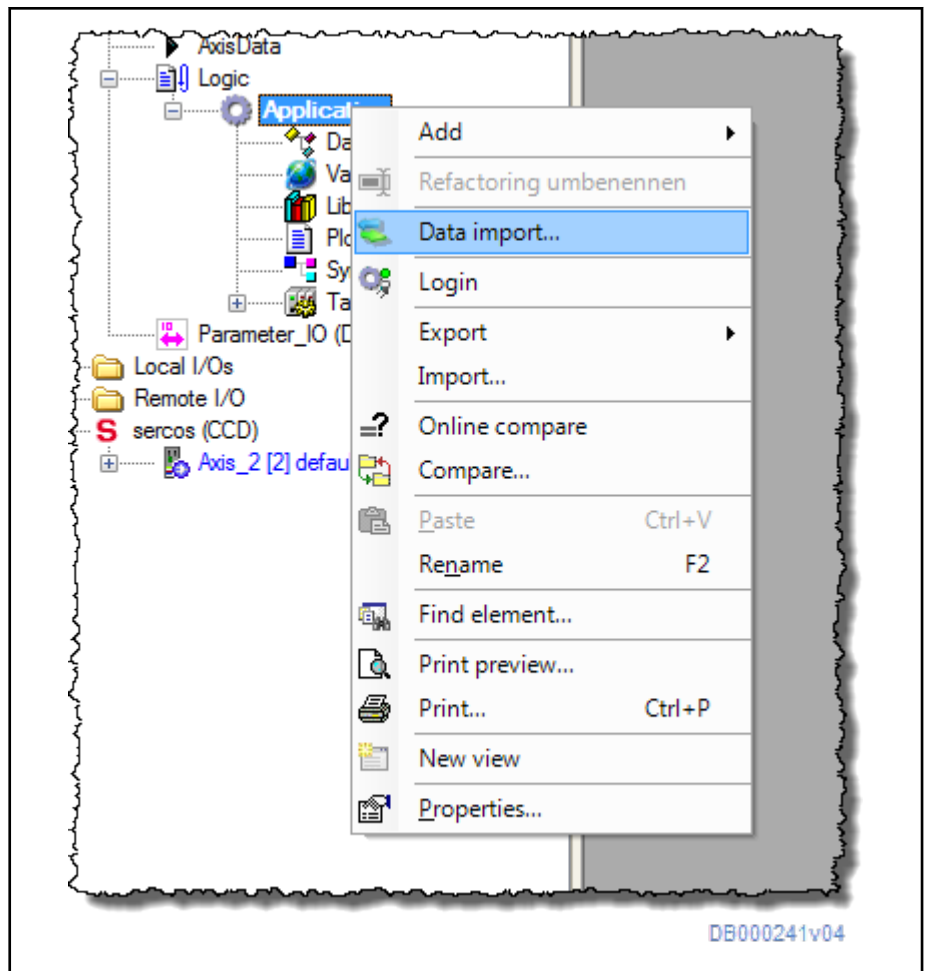 AxisData
Logic
Applicat
Da
Va
Lib
Plc
Sy
Ta
Parameter_IO (D
Local I/Os
Remote I/O
S sercos (CCD)
Axis_2 [2] defau
Add
Refactoring umbenennen
Data import...
Login
Export
Import...
=? Online compare
Compare...
Paste Ctrl+V
Rename F2
Find element...
Print preview...
Print... Ctrl+P
New view
Properties...
DB000241v04